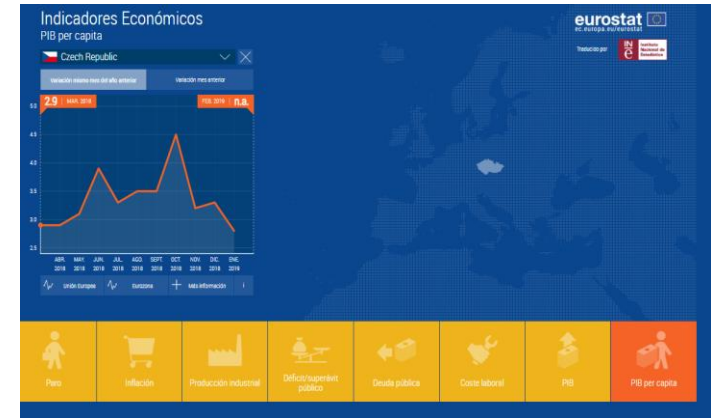 Indicadores Económicos
PIB per capita
eurostat
ec.europa.eu/eurostat
Traducido por
Instituto
Nacional de
Estadística
Czech Republic
Variación mismo mes del año anterior
Variación mes anterior
2.9 MAR. 2018
FEB. 2019 n.a.
5.0
4.5
4.0
3.5
3.0
2.5
ABR. MAY. JUN. JUL. AGO. SEPT. OCT. NOV. DIC. ENE.
2018 2018 2018 2018 2018 2018 2018 2018 2018
Unión Europea
Eurozona
Más información
Paro
Inflación
Producción industrial
Déficit/superávit
público
Deuda pública
Coste laboral
PIB
PIB per capita